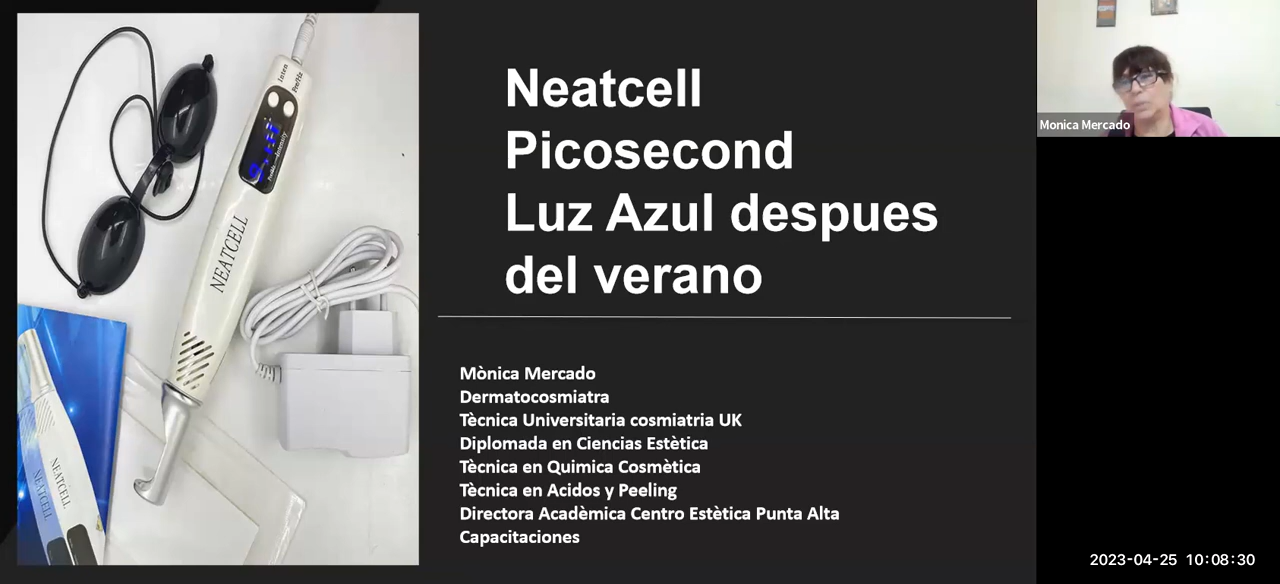 Neatcell
Picosecond
Luz Azul despues
del verano
Mònica Mercado
Dermatocosmiatra
Tècnica Universitaria cosmiatria UK
Diplomada en Ciencias Estètica
Tècnica en Quimica Cosmètica
Tècnica en Acidos y Peeling
Directora Acadèmica Centro Estètica Punta Alta
Capacitaciones
Monica Mercado
2023-04-25 10:08:30
NEATCELL
NEATCELL
NEATCELL